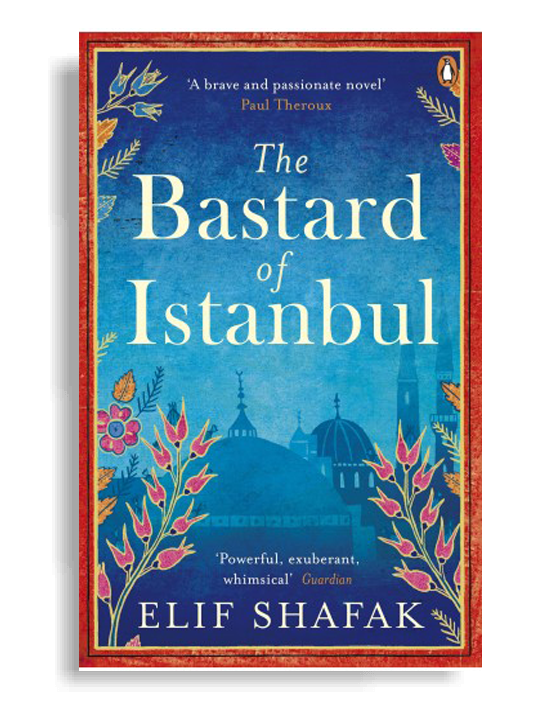 ‘A brave and passionate novel’
Paul Theroux
The
Bastard
of
Istanbul
‘Powerful, exuberant,
whimsical’ Guardian
ELIF SHAFAK